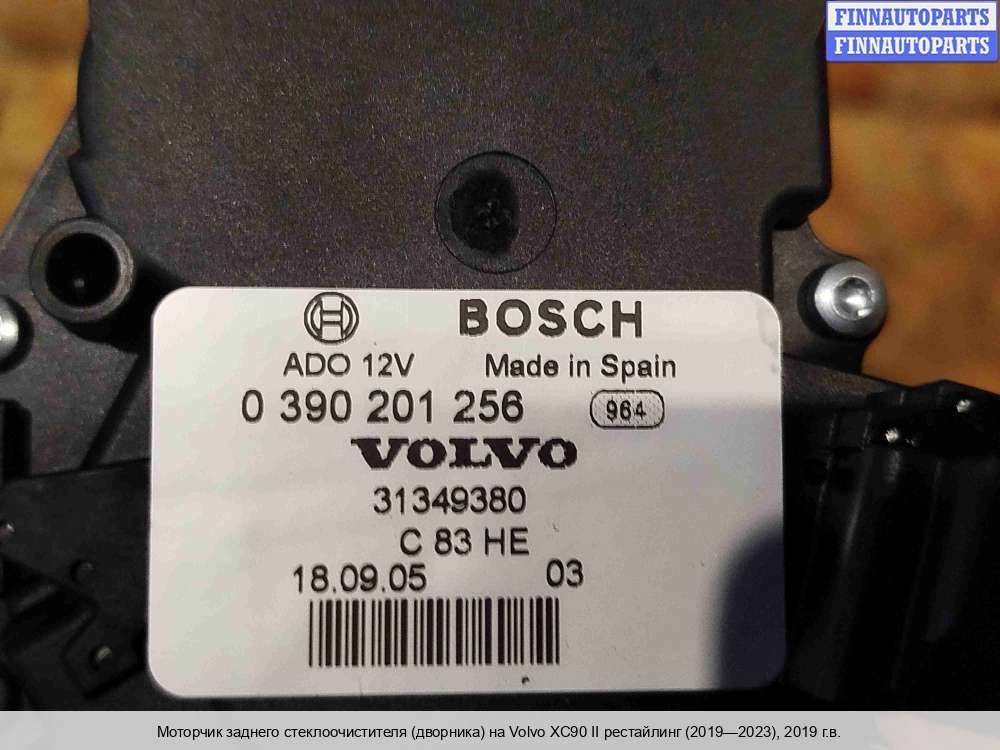 FINNAUTOPARTS
FINNAUTOPARTS
BOSCH
ADO 12V Made in Spain
0 390 201 256 964
VOLVO
31349380
C 83 HE
18.09.05 03
Моторчик заднего стеклоочистителя (дворника) на Volvo XC90 II рестайлинг (2019—2023), 2019 г.в.